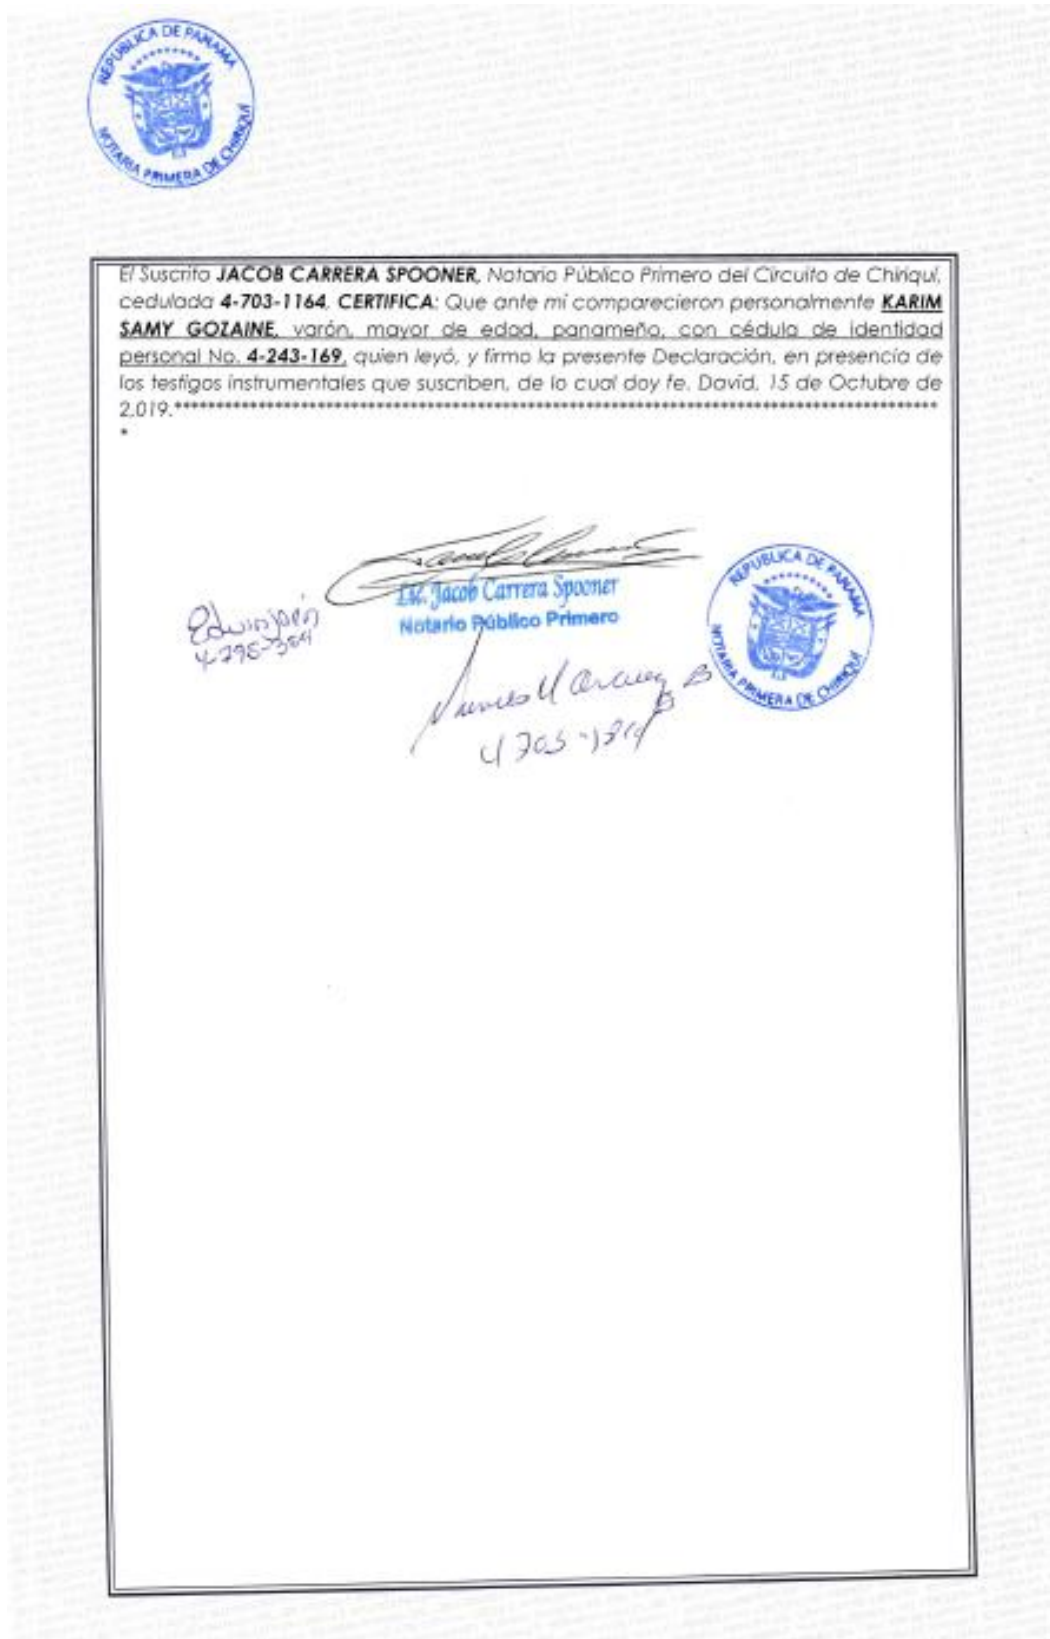 REPUBLICA DE PANAMA
NOTARIA PRIMERA DE CHIRIQUI
El Suscrito JACOB CARRERA SPOONER, Notario Público Primero del Circuito de Chiriquí,
cedulada 4-703-1164. CERTIFICA: Que ante mí comparecieron personalmente KARIM
SAMY GOZAINE, varón, mayor de edad, panameño, con cédula de identidad
personal No. 4-243-169, quien leyó, y firmo la presente Declaración, en presencia de
los testigos instrumentales que suscriben, de lo cual doy fe. David, 15 de Octubre de
2,019.******************************************************************************************
*
Lic. Jacob Carrera Spooner
Notario Público Primero
REPUBLICA DE PANAMA
NOTARIA PRIMERA DE CHIRIQUI
Edwin